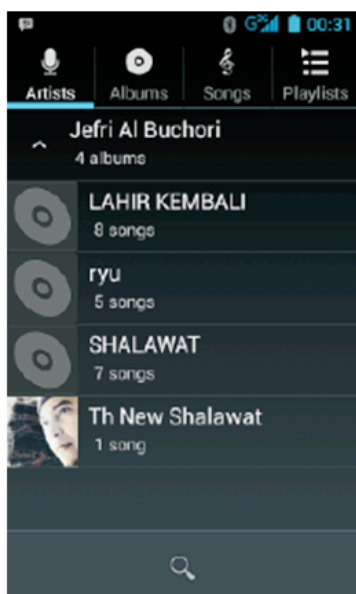 G 00:31
Artists Albums Songs Playlists
Jefri Al Buchori
4 albums
LAHIR KEMBALI
8 songs
ryu
5 songs
SHALAWAT
7 songs
Th New Shalawat
1 song